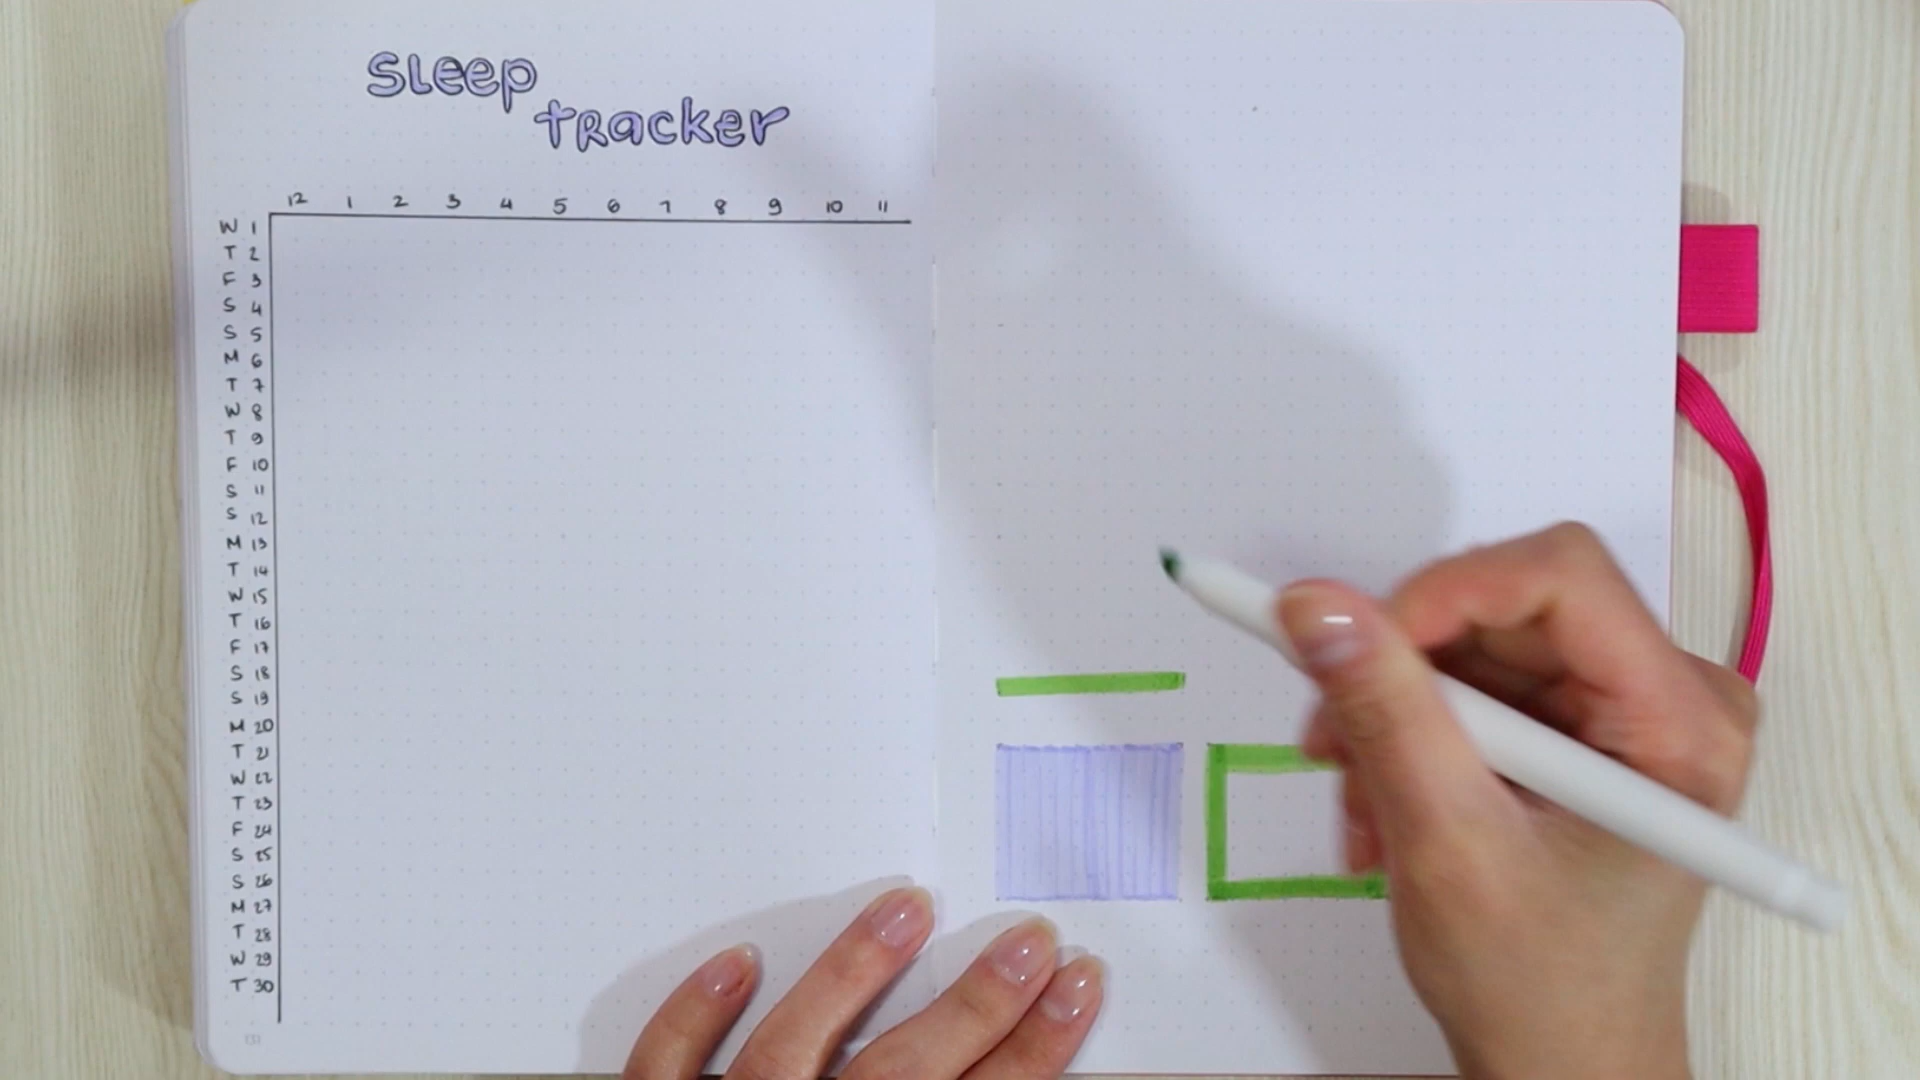 SLeep
tRacker
12 1 2 3 4 5 6 7 8 9 10 11
W 1
T 2
F 3
S 4
S 5
M 6
T 7
W 8
T 9
F 10
S 11
S 12
M 13
T 14
W 15
T 16
F 17
S 18
S 19
M 20
T 21
W 22
T 23
F 24
S 25
S 26
M 27
T 28
W 29
T 30
131